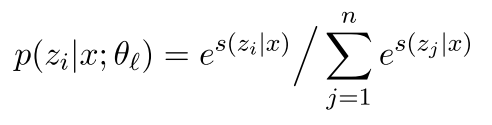 p(z_i|x; θ_ℓ) = e^{s(z_i|x)} / ∑_{j=1}^{n} e^{s(z_j|x)}